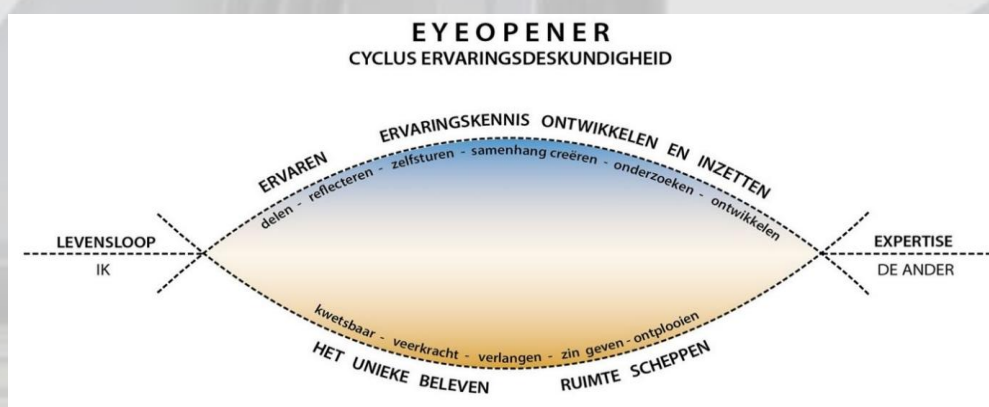 EYEOPENER
CYCLUS ERVARINGSDESKUNDIGHEID
ERVAREN
ERVARINGSKENNIS ONTWIKKELEN EN INZETTEN
delen - reflecteren - zelfsturen - samenhang creëren - onderzoeken - ontwikkelen
LEVENSLOOP
IK
EXPERTISE
DE ANDER
kwetsbaar - veerkracht - verlangen - zin geven - ontplooien
HET UNIEKE BELEVEN
RUIMTE SCHEPPEN